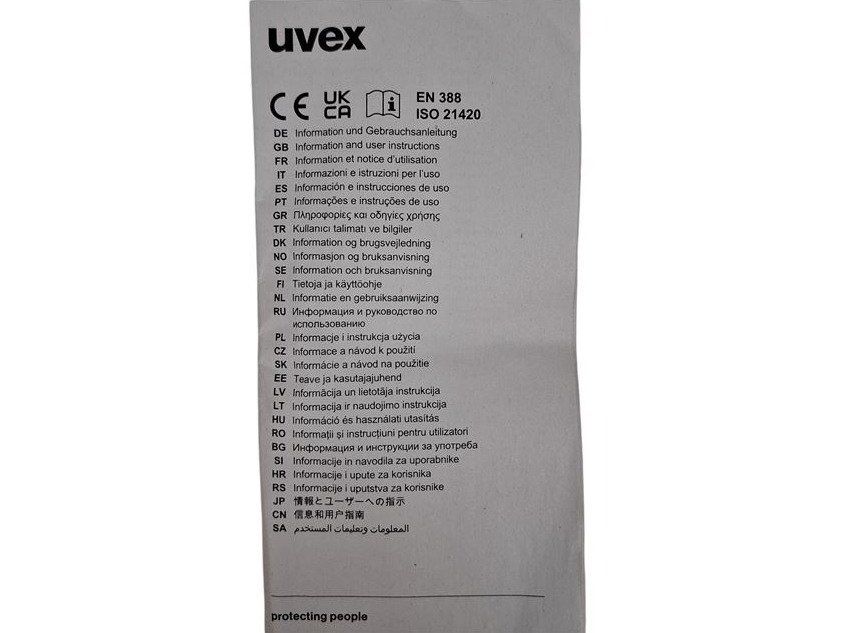 uvex
CE UK CA i EN 388
ISO 21420
DE Information und Gebrauchsanleitung
GB Information and user instructions
FR Information et notice d'utilisation
IT Informazioni e istruzioni per l'uso
ES Información e instrucciones de uso
PT Informações e instruções de uso
GR Πληροφορίες και οδηγίες χρήσης
TR Kullanıcı talimatı ve bilgiler
DK Information og brugsvejledning
NO Informasjon og bruksanvisning
SE Information och bruksanvisning
FI Tietoja ja käyttöohje
NL Informatie en gebruiksaanwijzing
RU Информация и руководство по
использованию
PL Informacje i instrukcja użycia
CZ Informace a návod k použití
SK Informácie a návod na použitie
EE Teave ja kasutajajuhend
LV Informācija un lietotāja instrukcija
LT Informacija ir naudojimo instrukcija
HU Információ és használati utasítás
RO Informații și instrucțiuni pentru utilizatori
BG Информация и инструкции за употреба
SI Informacije in navodila za uporabnike
HR Informacije i upute za korisnika
RS Informacije i uputstva za korisnike
JP 情報とユーザーへの指示
CN 信息和用户指南
SA المعلومات وتعليمات المستخدم
protecting people